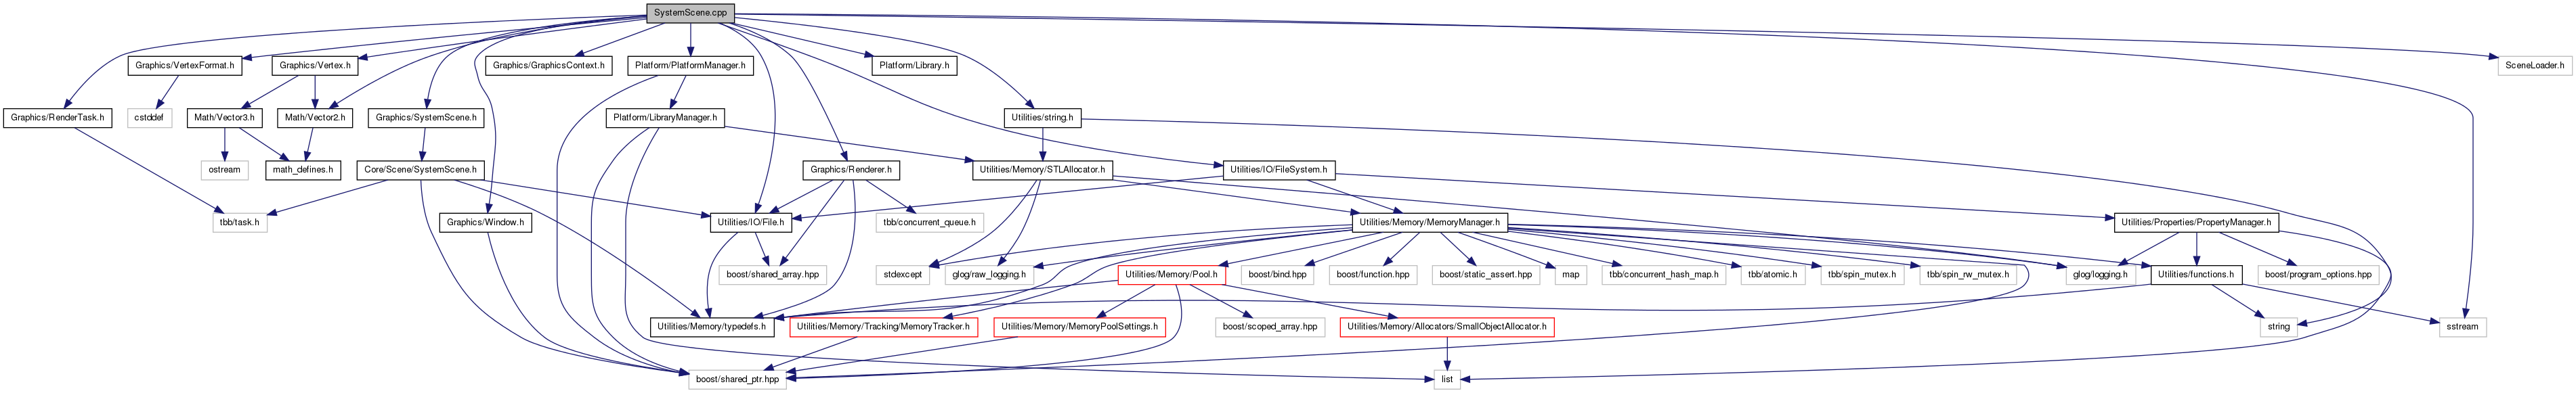 SystemScene.cpp
Graphics/VertexFormat.h
Graphics/Vertex.h
Graphics/GraphicsContext.h
Platform/PlatformManager.h
Platform/Library.h
SceneLoader.h
Graphics/RenderTask.h
cstddef
Math/Vector3.h
Math/Vector2.h
Graphics/SystemScene.h
Platform/LibraryManager.h
Utilities/string.h
ostream
math_defines.h
Core/Scene/SystemScene.h
Graphics/Renderer.h
Utilities/Memory/STLAllocator.h
Utilities/IO/FileSystem.h
tbb/task.h
Graphics/Window.h
Utilities/IO/File.h
tbb/concurrent_queue.h
Utilities/Memory/MemoryManager.h
Utilities/Properties/PropertyManager.h
boost/shared_array.hpp
stdexcept
glog/raw_logging.h
Utilities/Memory/Pool.h
boost/bind.hpp
boost/function.hpp
boost/static_assert.hpp
map
tbb/concurrent_hash_map.h
tbb/atomic.h
tbb/spin_mutex.h
tbb/spin_rw_mutex.h
glog/logging.h
Utilities/functions.h
boost/program_options.hpp
Utilities/Memory/typedefs.h
Utilities/Memory/Tracking/MemoryTracker.h
Utilities/Memory/MemoryPoolSettings.h
boost/scoped_array.hpp
Utilities/Memory/Allocators/SmallObjectAllocator.h
string
sstream
boost/shared_ptr.hpp
list